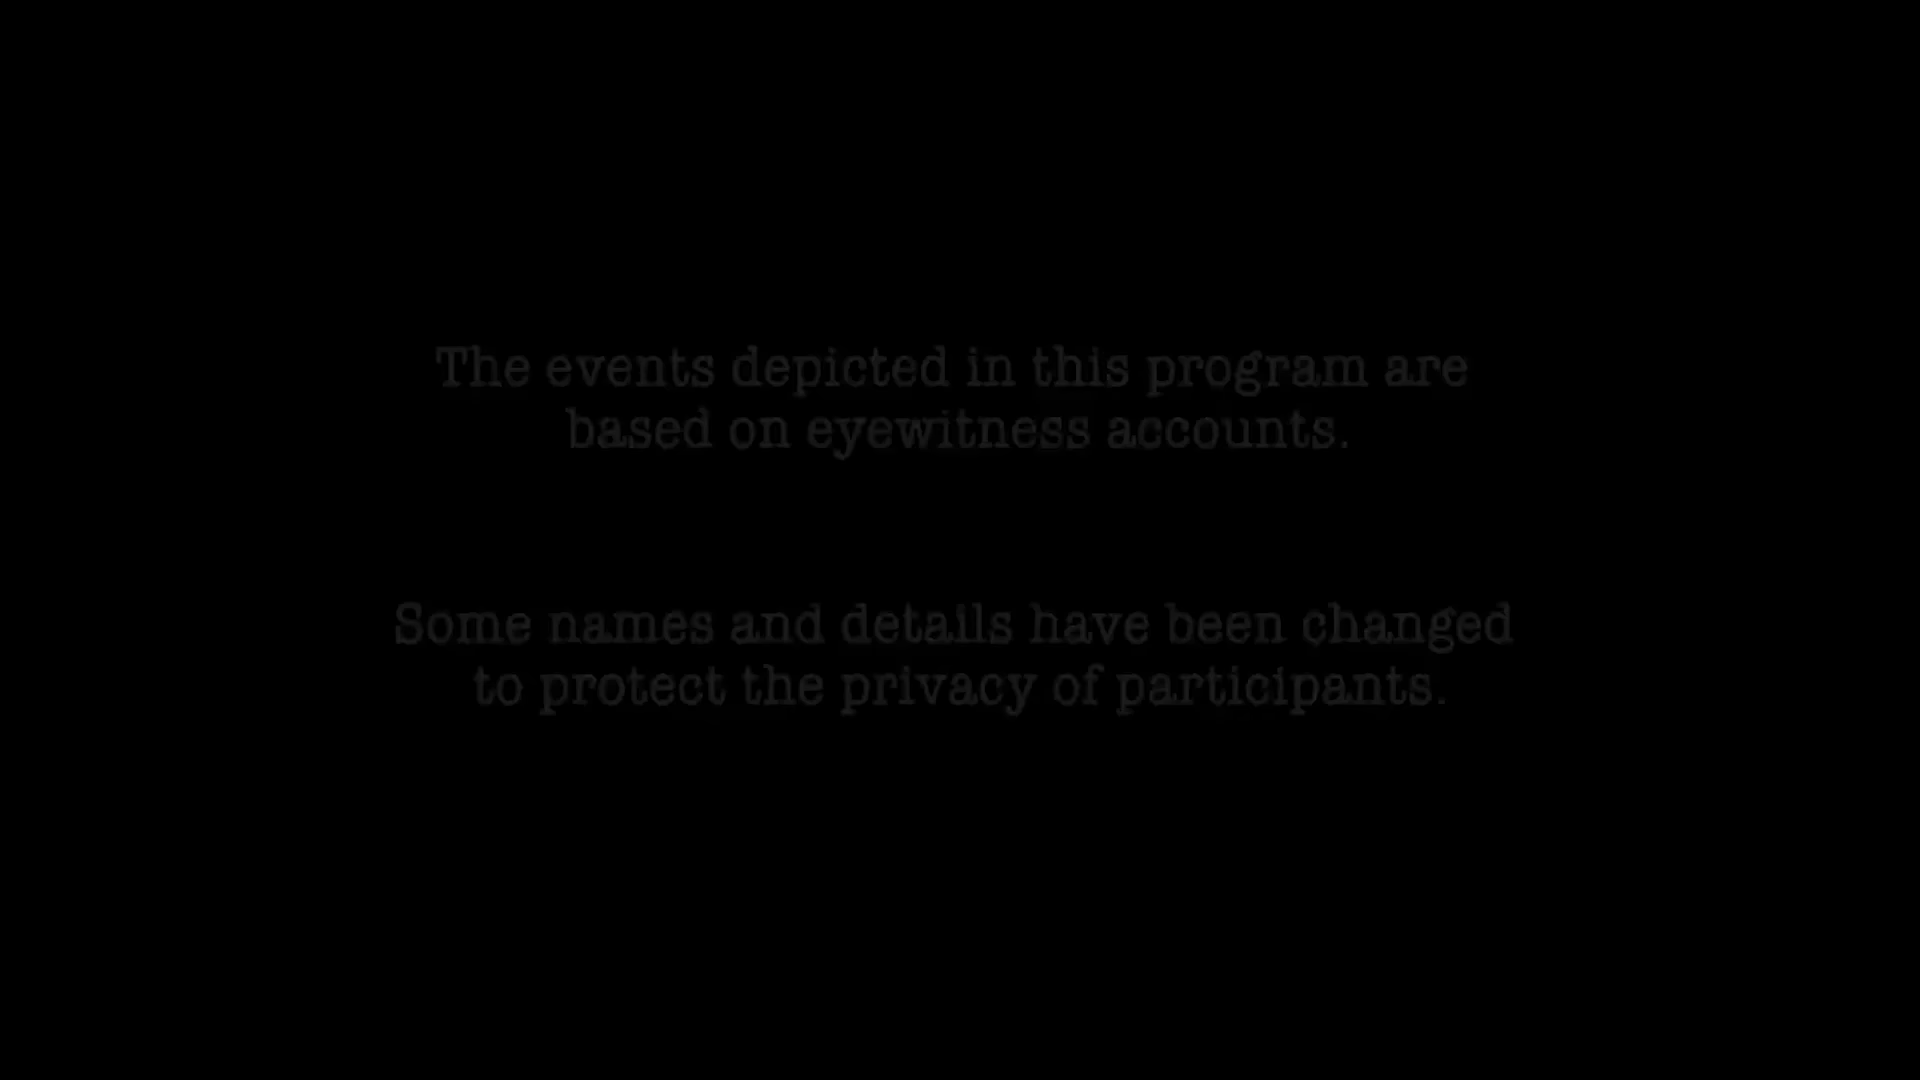 The events depicted in this program are
based on eyewitness accounts.
Some names and details have been changed
to protect the privacy of participants.